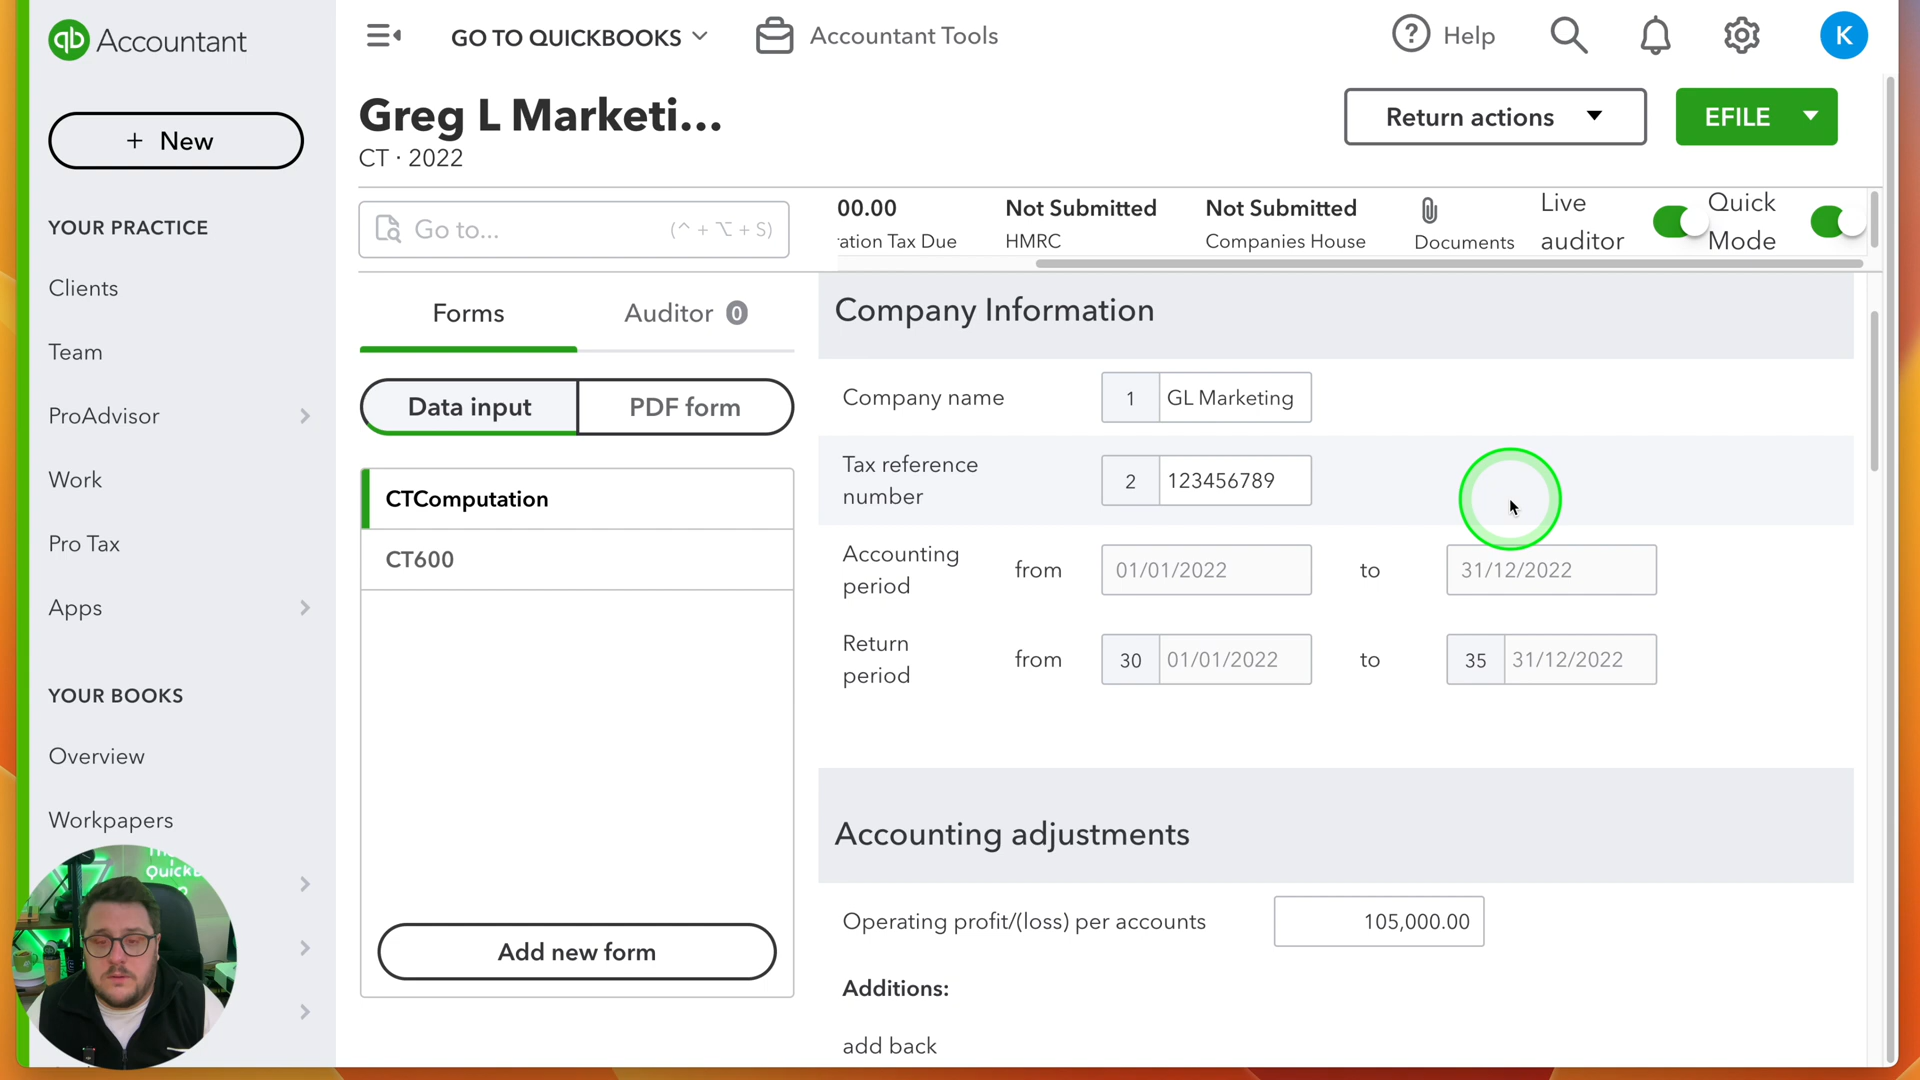 qb Accountant
GO TO QUICKBOOKS
Accountant Tools
Help
K
+ New
Greg L Marketi...
CT · 2022
Return actions
EFILE
YOUR PRACTICE
Clients
Team
ProAdvisor
Work
Pro Tax
Apps
YOUR BOOKS
Overview
Workpapers
Go to... (^ + ⌥ + S)
00.00
ration Tax Due
Not Submitted
HMRC
Not Submitted
Companies House
Documents
Live
auditor
Quick
Mode
Forms
Auditor 0
Data input
PDF form
CTComputation
CT600
Add new form
Company Information
Company name 1 GL Marketing
Tax reference
number
2 123456789
Accounting
period
from 01/01/2022 to 31/12/2022
Return
period
from 30 01/01/2022 to 35 31/12/2022
Accounting adjustments
Operating profit/(loss) per accounts 105,000.00
Additions:
add back